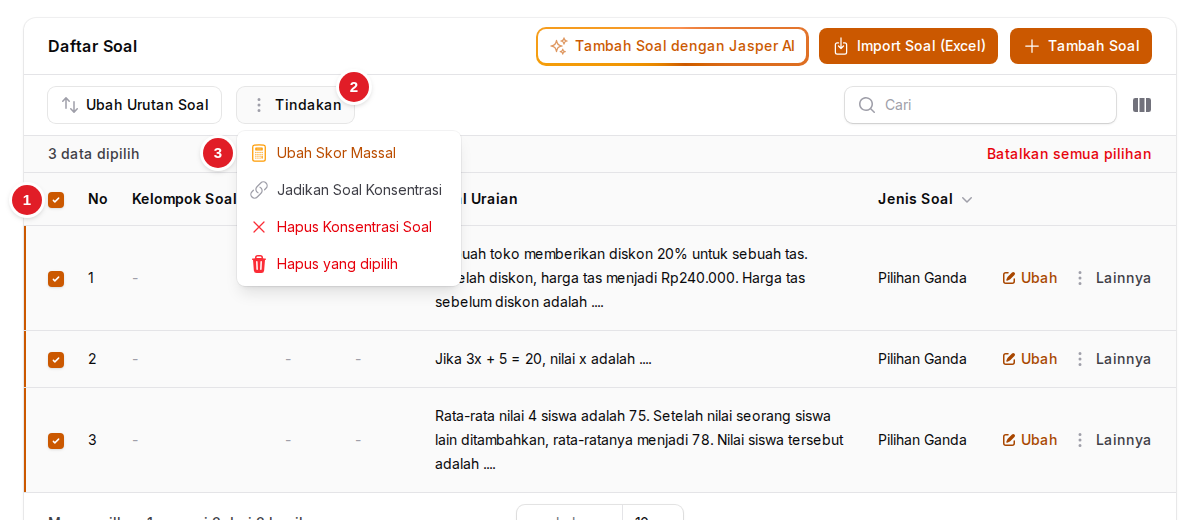 Daftar Soal
Tambah Soal dengan Jasper AI
Import Soal (Excel)
Tambah Soal
Ubah Urutan Soal
Tindakan
2
Cari
3 data dipilih
3
Ubah Skor Massal
Batalkan semua pilihan
Jadikan Soal Konsentrasi
Hapus Konsentrasi Soal
Hapus yang dipilih
1
No
Kelompok Soal
Uraian
Jenis Soal
1
-
toko memberikan diskon 20% untuk sebuah tas.
diskon, harga tas menjadi Rp240.000. Harga tas
sebelum diskon adalah ....
Pilihan Ganda
Ubah
Lainnya
2
-
-
-
Jika 3x + 5 = 20, nilai x adalah ....
Pilihan Ganda
Ubah
Lainnya
3
-
-
-
Rata-rata nilai 4 siswa adalah 75. Setelah nilai seorang siswa
lain ditambahkan, rata-ratanya menjadi 78. Nilai siswa tersebut
adalah ....
Pilihan Ganda
Ubah
Lainnya